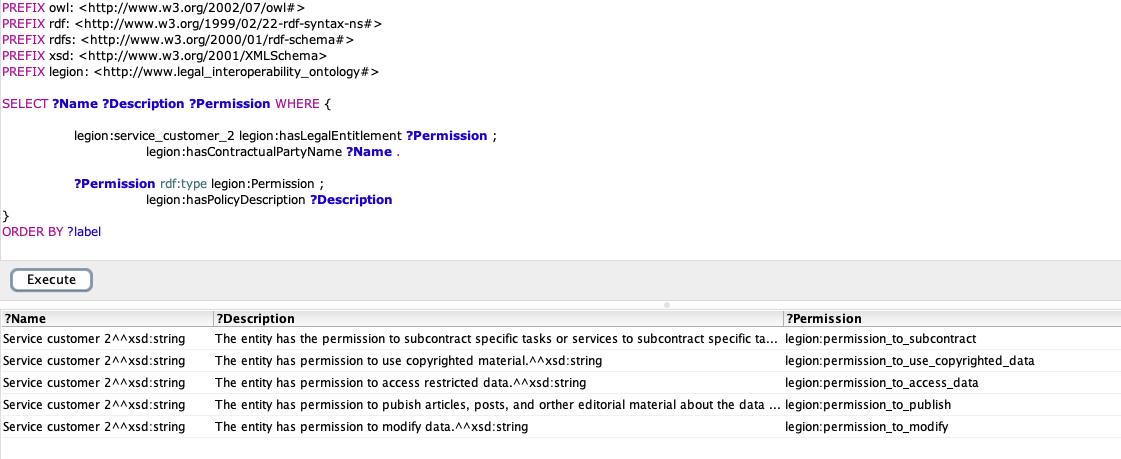 PREFIX owl: <http://www.w3.org/2002/07/owl#>
PREFIX rdf: <http://www.w3.org/1999/02/22-rdf-syntax-ns#>
PREFIX rdfs: <http://www.w3.org/2000/01/rdf-schema#>
PREFIX xsd: <http://www.w3.org/2001/XMLSchema>
PREFIX legion: <http://www.legal_interoperability_ontology#>
SELECT ?Name ?Description ?Permission WHERE {
legion:service_customer_2 legion:hasLegalEntitlement ?Permission ;
legion:hasContractualPartyName ?Name .
?Permission rdf:type legion:Permission ;
legion:hasPolicyDescription ?Description
}
ORDER BY ?label
Execute
?Name ?Description ?Permission
Service customer 2^^xsd:string The entity has the permission to subcontract specific tasks or services to subcontract specific ta... legion:permission_to_subcontract
Service customer 2^^xsd:string The entity has permission to use copyrighted material.^^xsd:string legion:permission_to_use_copyrighted_data
Service customer 2^^xsd:string The entity has permission to access restricted data.^^xsd:string legion:permission_to_access_data
Service customer 2^^xsd:string The entity has permission to pubish articles, posts, and orther editorial material about the data ... legion:permission_to_publish
Service customer 2^^xsd:string The entity has permission to modify data.^^xsd:string legion:permission_to_modify